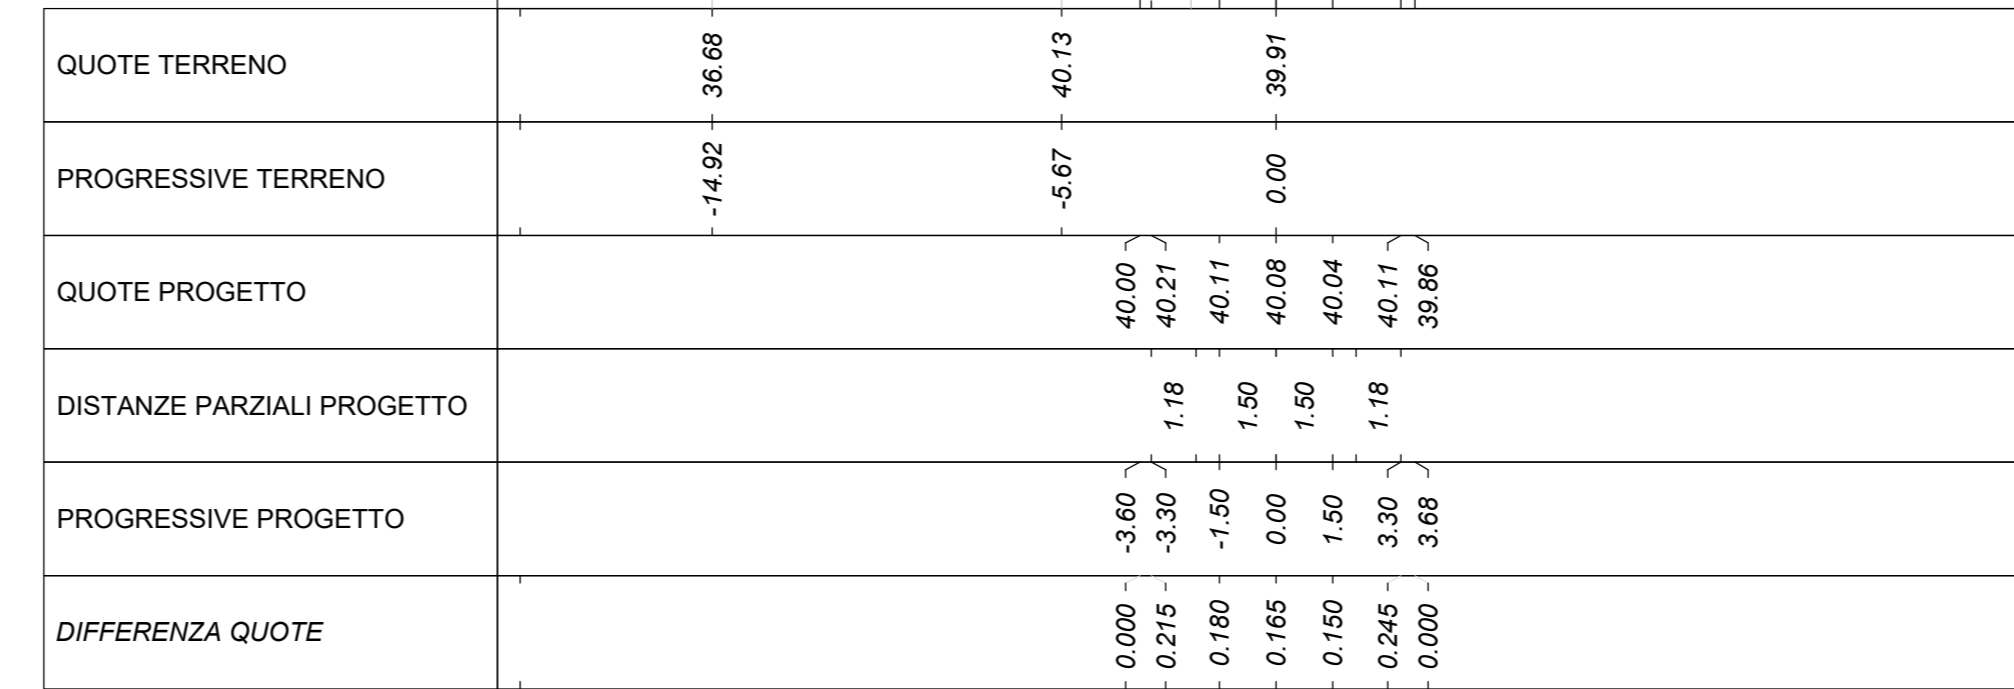 QUOTE TERRENO 36.68 40.13 39.91
PROGRESSIVE TERRENO -14.92 -5.67 0.00
QUOTE PROGETTO 40.00 40.21 40.11 40.08 40.04 40.11 39.86
DISTANZE PARZIALI PROGETTO 1.18 1.50 1.50 1.18
PROGRESSIVE PROGETTO -3.60 -3.30 -1.50 0.00 1.50 3.30 3.68
DIFFERENZA QUOTE 0.000 0.215 0.180 0.165 0.150 0.245 0.000